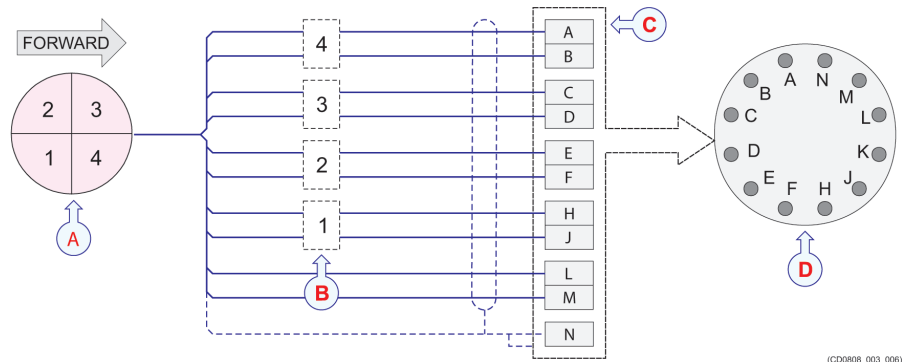 FORWARD
2 3
1 4
A
4
3
2
1
B
A
B
C
D
E
F
H
J
L
M
N
C
A N
B M
C L
D K
E J
F H
D
(CD0808_003_006)